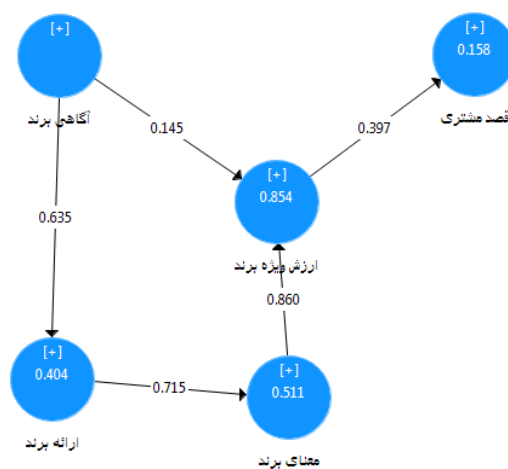 [+]
آگاهی برند
[+]
0.158
قصد مشتری
0.145
0.397
[+]
0.854
ارزش ویژه برند
0.635
0.860
[+]
0.404
ارائه برند
0.715
[+]
0.511
معنای برند